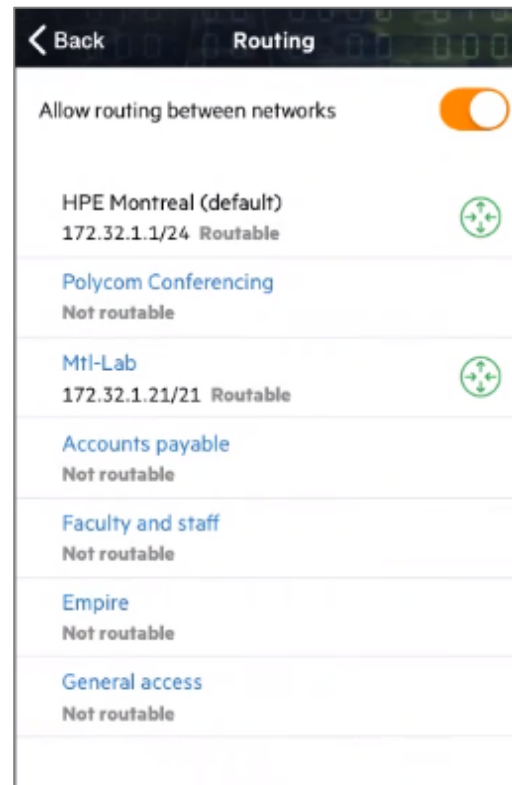 Back
Routing
Allow routing between networks
HPE Montreal (default)
172.32.1.1/24 Routable
Polycom Conferencing
Not routable
Mtl-Lab
172.32.1.21/21 Routable
Accounts payable
Not routable
Faculty and staff
Not routable
Empire
Not routable
General access
Not routable